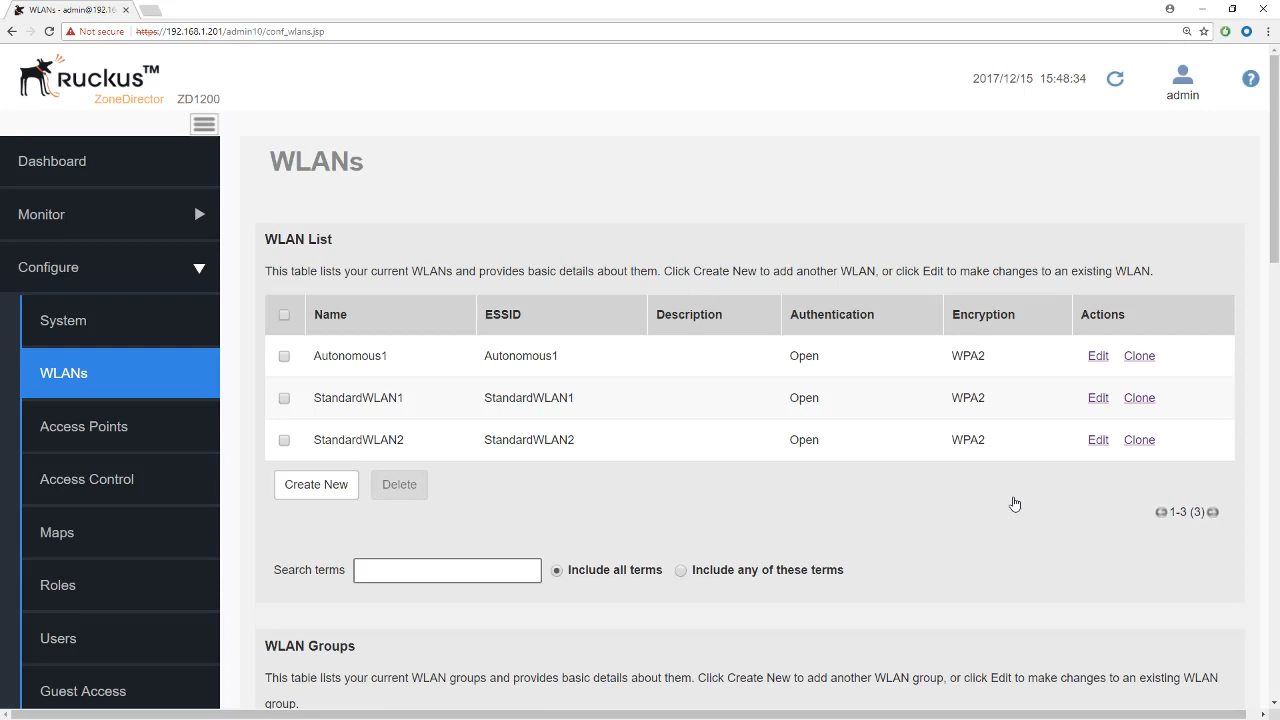 WLANs - admin@192.16
Not secure https://192.168.1.201/admin10/conf_wlans.jsp
RUCKUS™
ZoneDirector ZD1200
2017/12/15 15:48:34
admin
Dashboard
Monitor
Configure
System
WLANs
Access Points
Access Control
Maps
Roles
Users
Guest Access
WLANs
WLAN List
This table lists your current WLANs and provides basic details about them. Click Create New to add another WLAN, or click Edit to make changes to an existing WLAN.
Name ESSID Description Authentication Encryption Actions
Autonomous1 Autonomous1 Open WPA2 Edit Clone
StandardWLAN1 StandardWLAN1 Open WPA2 Edit Clone
StandardWLAN2 StandardWLAN2 Open WPA2 Edit Clone
Create New Delete
1-3 (3)
Search terms Include all terms Include any of these terms
WLAN Groups
This table lists your current WLAN groups and provides basic details about them. Click Create New to add another WLAN group, or click Edit to make changes to an existing WLAN
group.